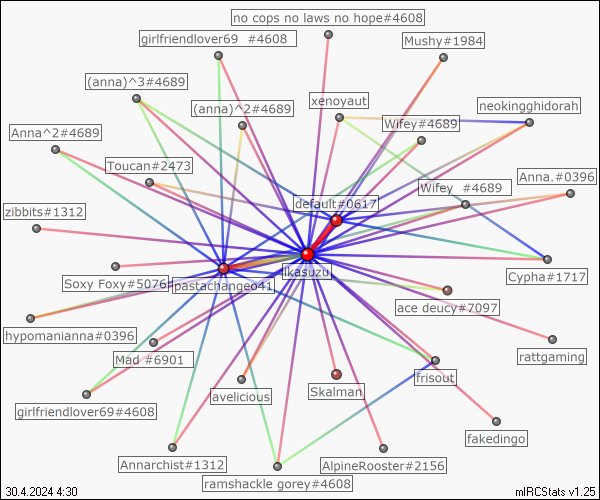 no cops no laws no hope#4608
girlfriendlover69 #4608
Mushy#1984
(anna)^3#4689
(anna)^2#4689
xenoyaut
neokingghidorah
Anna^2#4689
Wifey#4689
Toucan#2473
Anna.#0396
Wifey #4689
default#0617
zibbits#1312
likasuzu
Soxy Foxy#5076
pastachangeo41
Cypha#1717
ace deucy#7097
hypomanianna#0396
Mad #6901
rattgaming
frisout
Skalman
avelicious
girlfriendlover69#4608
fakedingo
Annarchist#1312
AlpineRooster#2156
ramshackle gorey#4608
30.4.2024 4:30
mIRCStats v1.25